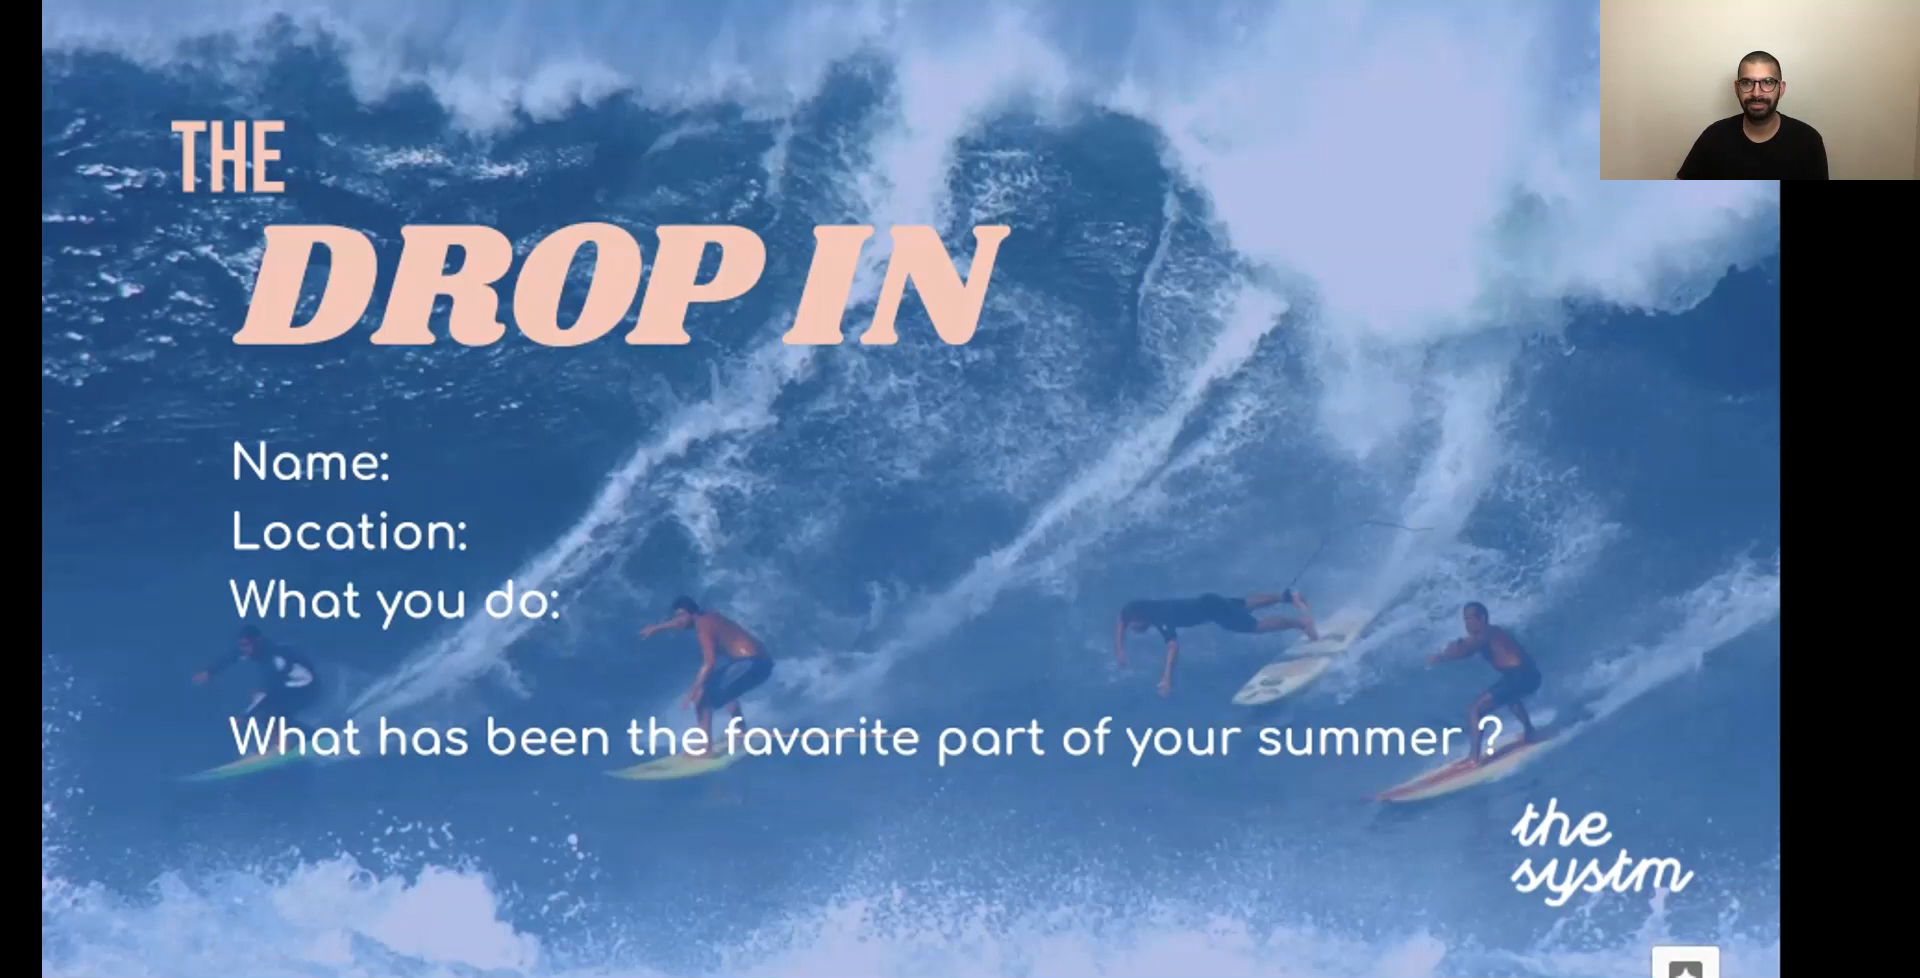 THE
DROP IN
Name:
Location:
What you do:
What has been the favarite part of your summer ?
the
systm